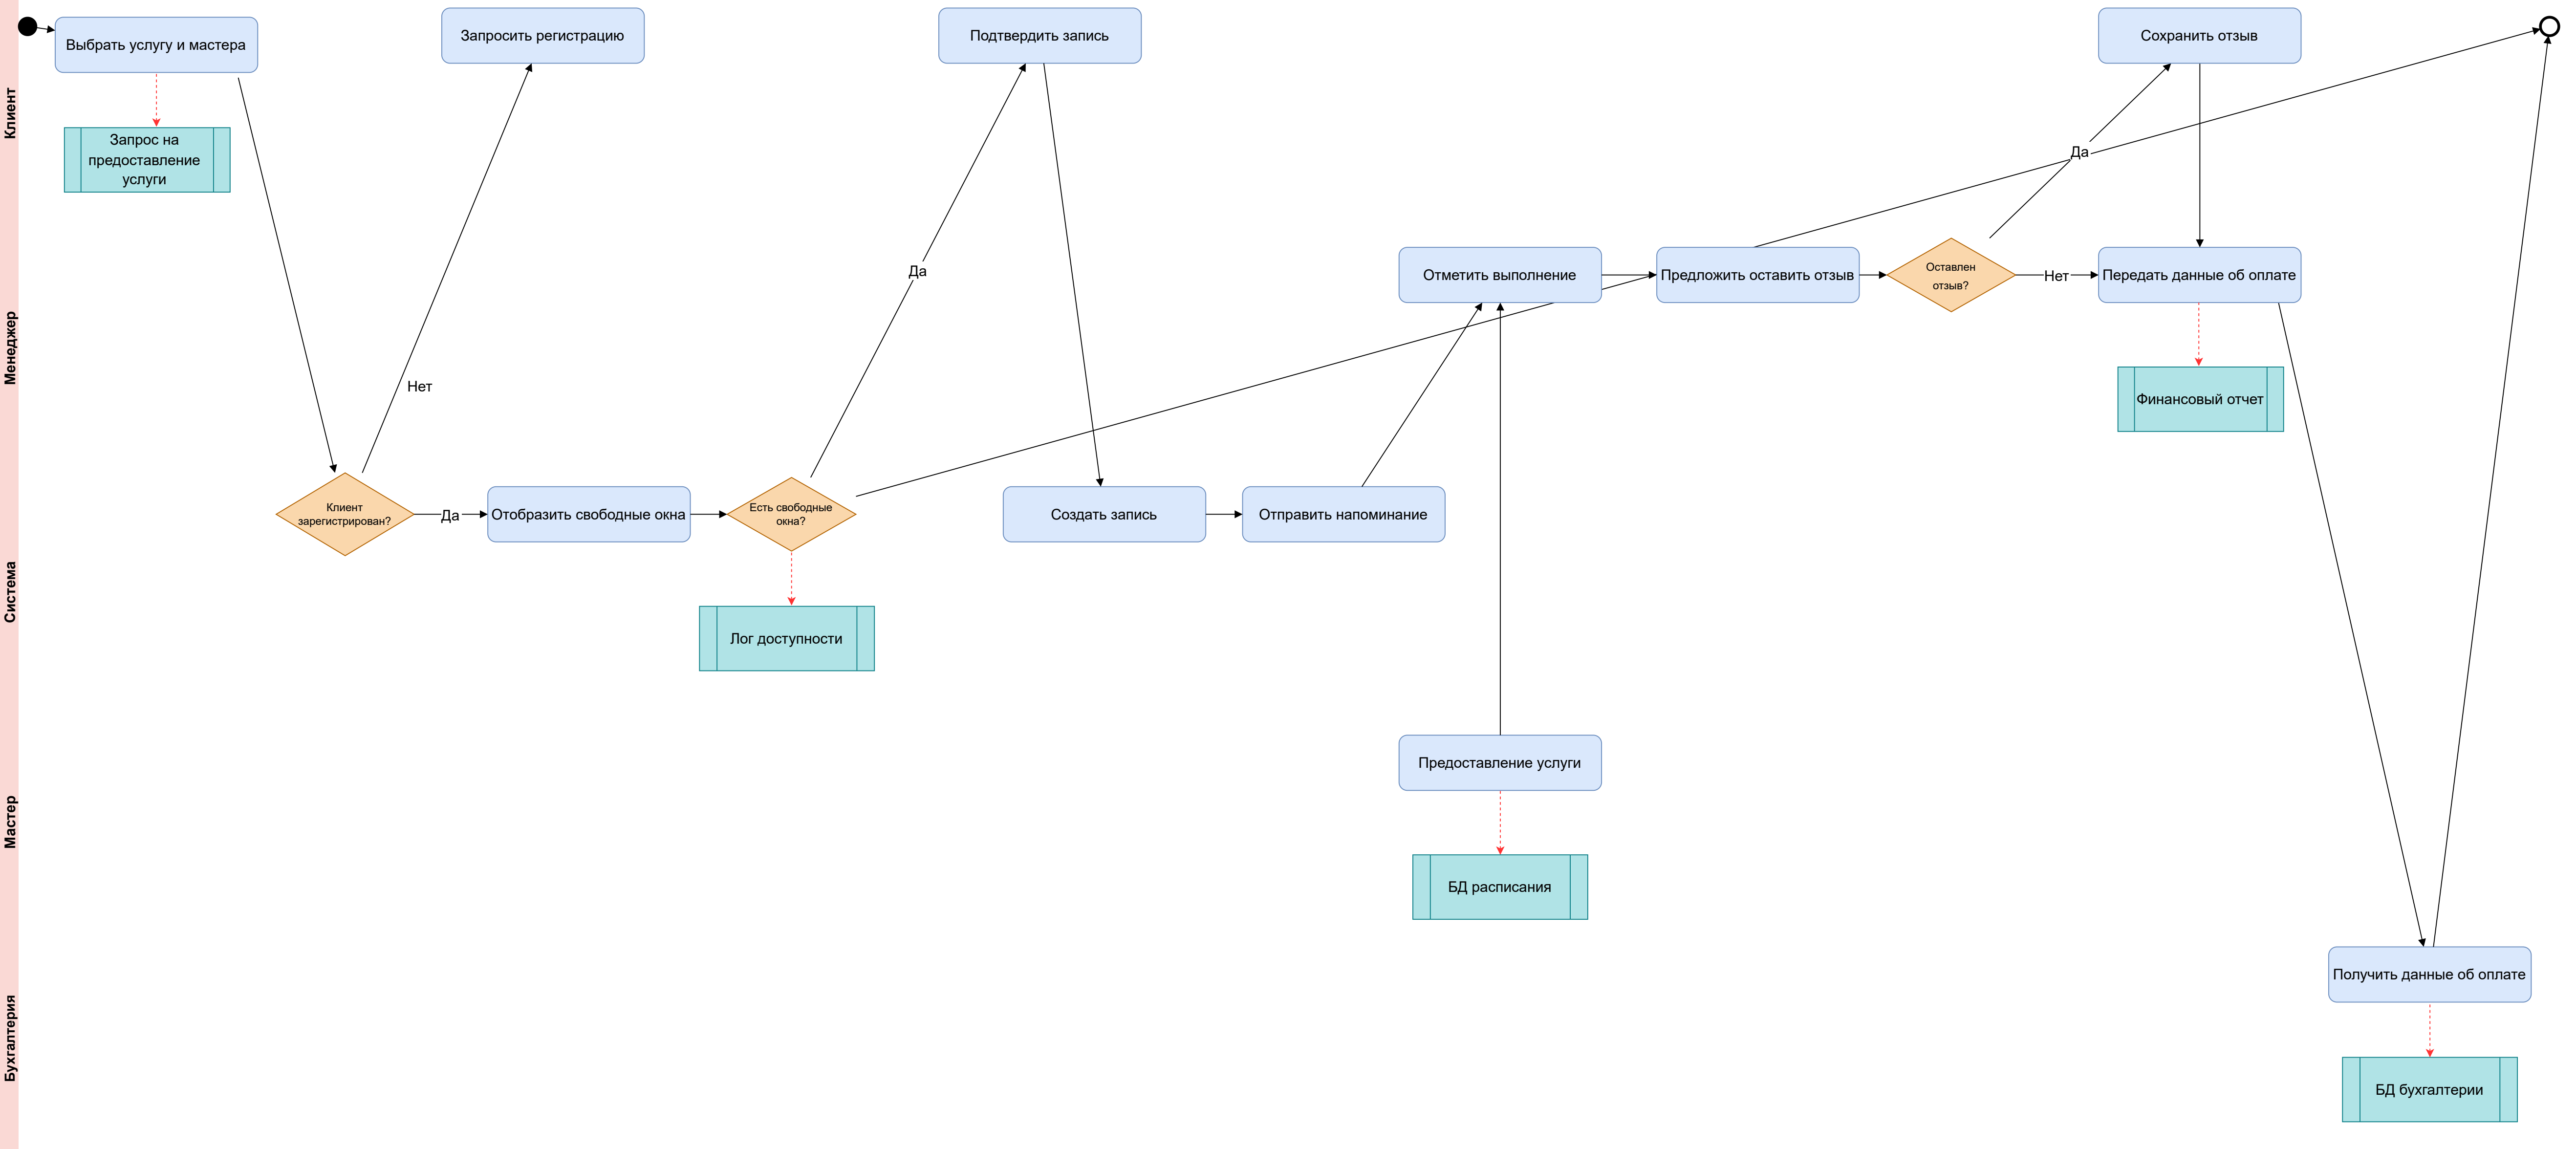 Клиент
Выбрать услугу и мастера
Запросить регистрацию
Подтвердить запись
Сохранить отзыв
Запрос на
предоставление
услуги
Да
Менеджер
Да
Отметить выполнение
Предложить оставить отзыв
Оставлен
отзыв?
Нет
Передать данные об оплате
Нет
Финансовый отчет
Система
Клиент
зарегистрирован?
Да
Отобразить свободные окна
Есть свободные
окна?
Создать запись
Отправить напоминание
Лог доступности
Мастер
Предоставление услуги
БД расписания
Бухгалтерия
Получить данные об оплате
БД бухгалтерии